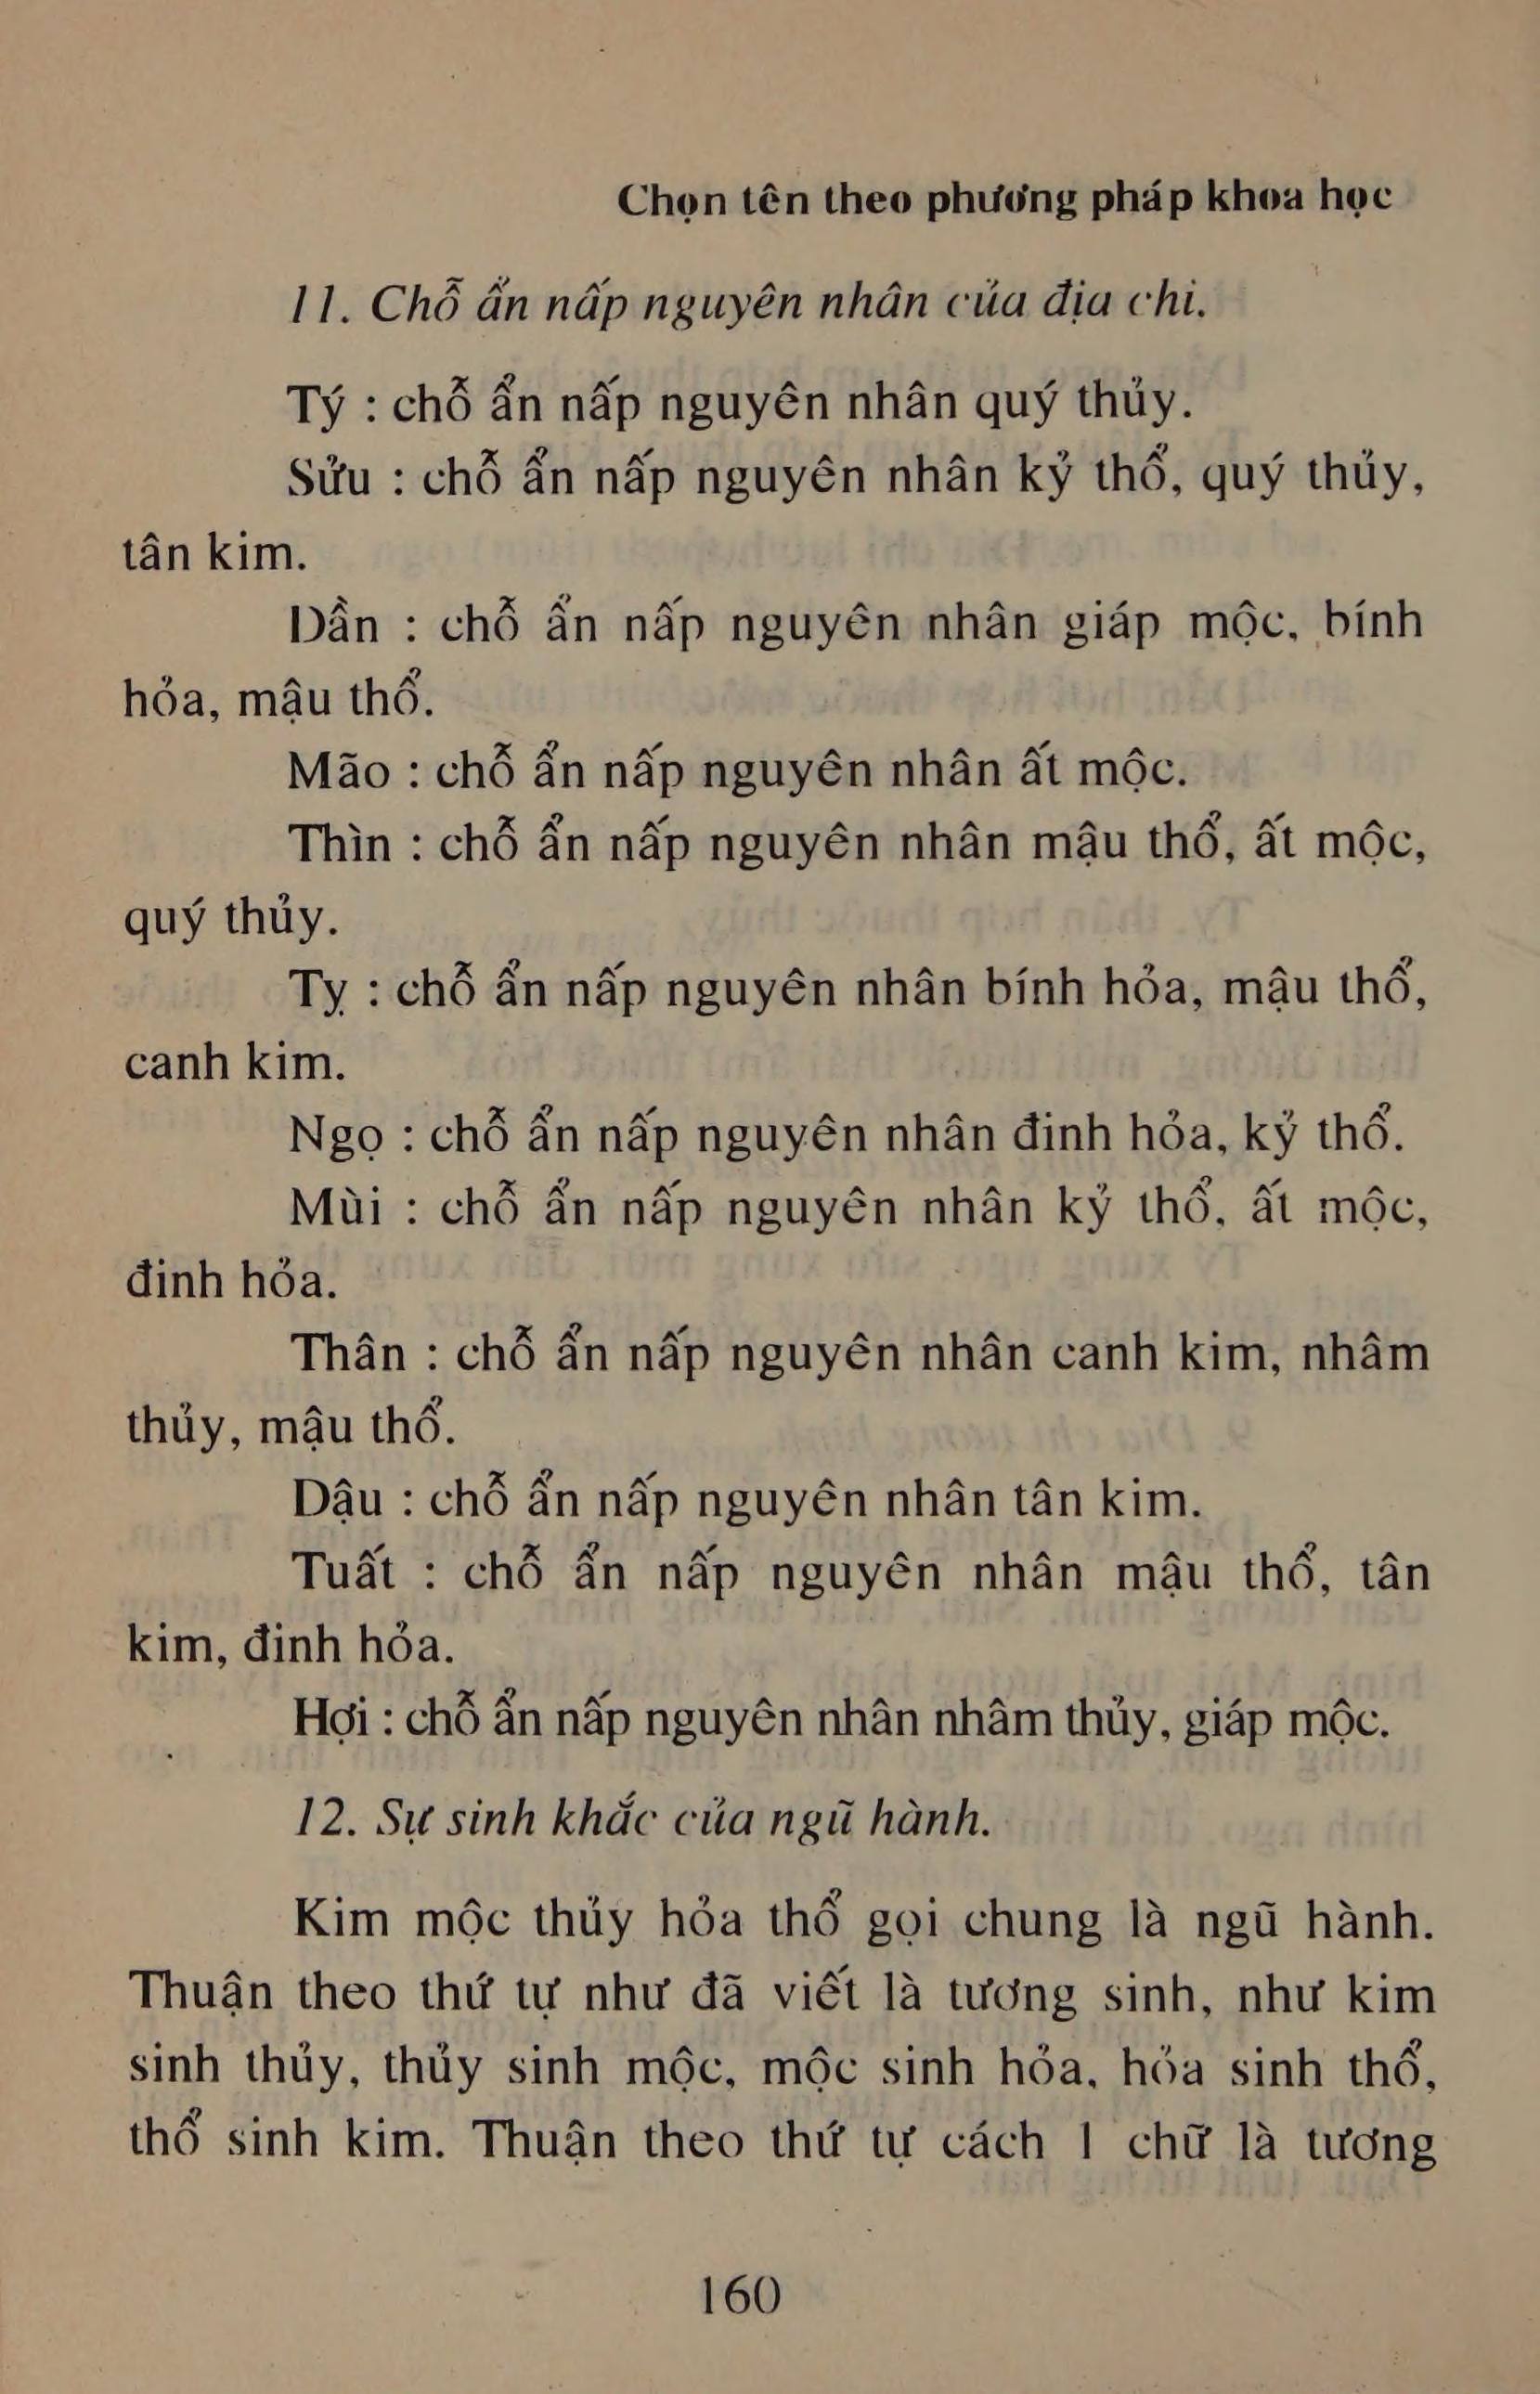 Chọn tên theo phương pháp khoa học
11. Chỗ ẩn nấp nguyên nhân của địa chi.
Tý : chỗ ẩn nấp nguyên nhân quý thủy.
Sửu : chỗ ẩn nấp nguyên nhân kỷ thổ, quý thủy,
tân kim.
Dần : chỗ ẩn nấp nguyên nhân giáp mộc, bính
hỏa, mậu thổ.
Mão : chỗ ẩn nấp nguyên nhân ất mộc.
Thìn : chỗ ẩn nấp nguyên nhân mậu thổ, ất mộc,
quý thủy.
Tỵ : chỗ ẩn nấp nguyên nhân bính hỏa, mậu thổ,
canh kim.
Ngọ : chỗ ẩn nấp nguyên nhân đinh hỏa, kỷ thổ.
Mùi : chỗ ẩn nấp nguyên nhân kỷ thổ, ất mộc,
đinh hỏa.
Thân : chỗ ẩn nấp nguyên nhân canh kim, nhâm
thủy, mậu thổ.
Dậu : chỗ ẩn nấp nguyên nhân tân kim.
Tuất : chỗ ẩn nấp nguyên nhân mậu thổ, tân
kim, đinh hỏa.
Hợi : chỗ ẩn nấp nguyên nhân nhâm thủy, giáp mộc.
12. Sự sinh khắc của ngũ hành.
Kim mộc thủy hỏa thổ gọi chung là ngũ hành.
Thuận theo thứ tự như đã viết là tương sinh, như kim
sinh thủy, thủy sinh mộc, mộc sinh hỏa, hỏa sinh thổ,
thổ sinh kim. Thuận theo thứ tự cách 1 chữ là tương
160